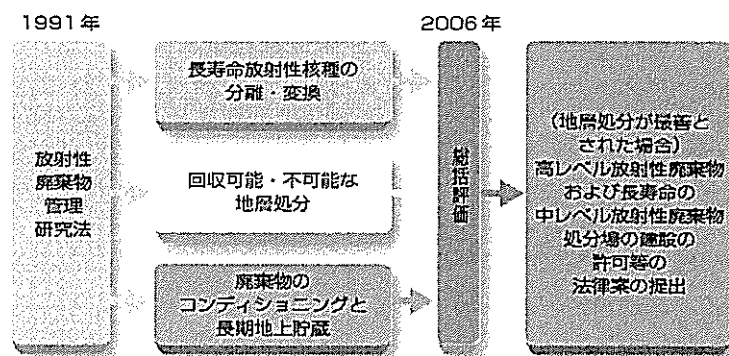 1991年
2006年
放射性
廃棄物
管理
研究法
長寿命放射性核種の
分離・変換
回収可能・不可能な
地層処分
廃棄物の
コンディショニングと
長期地上貯蔵
総括評価
(地層処分が最善と
された場合)
高レベル放射性廃棄物
および長寿命の
中レベル放射性廃棄物
処分場の建設の
許可等の
法律案の提出